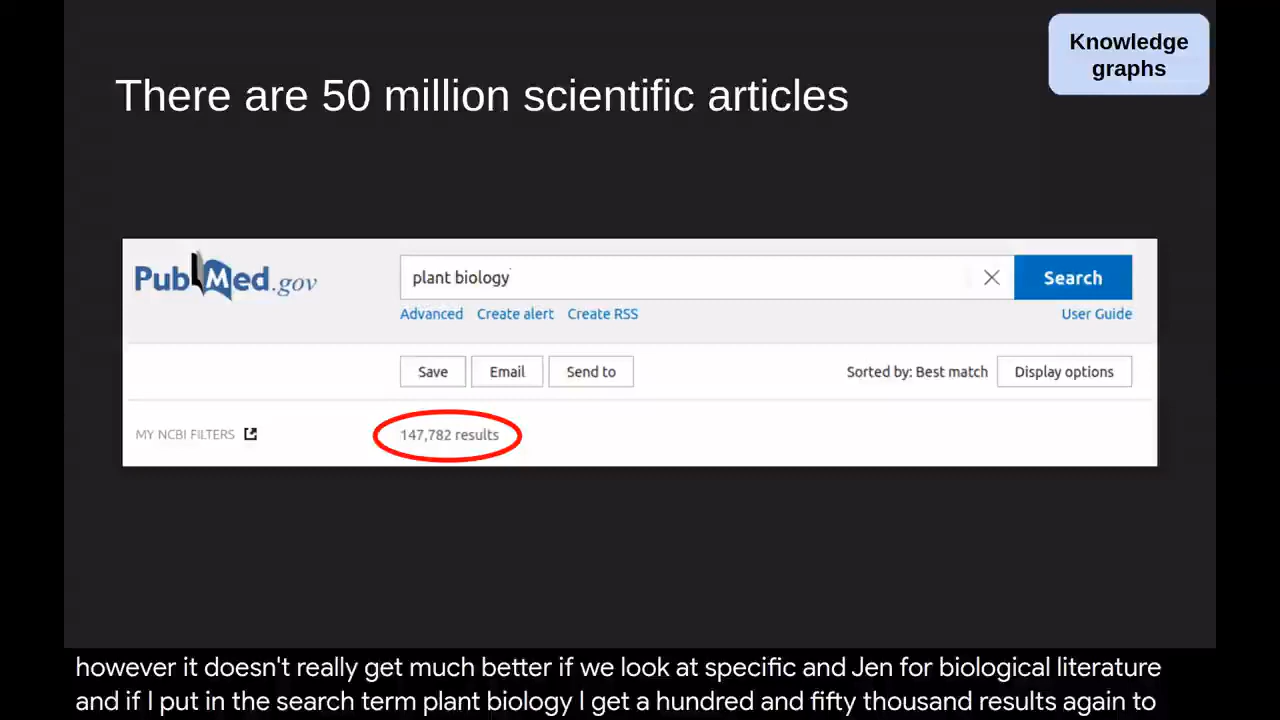 Knowledge
graphs
There are 50 million scientific articles
PubMed.gov
plant biology
Search
Advanced Create alert Create RSS User Guide
Save Email Send to Sorted by: Best match Display options
MY NCBI FILTERS 147,782 results
however it doesn't really get much better if we look at specific and Jen for biological literature
and if I put in the search term plant biology I get a hundred and fifty thousand results again to